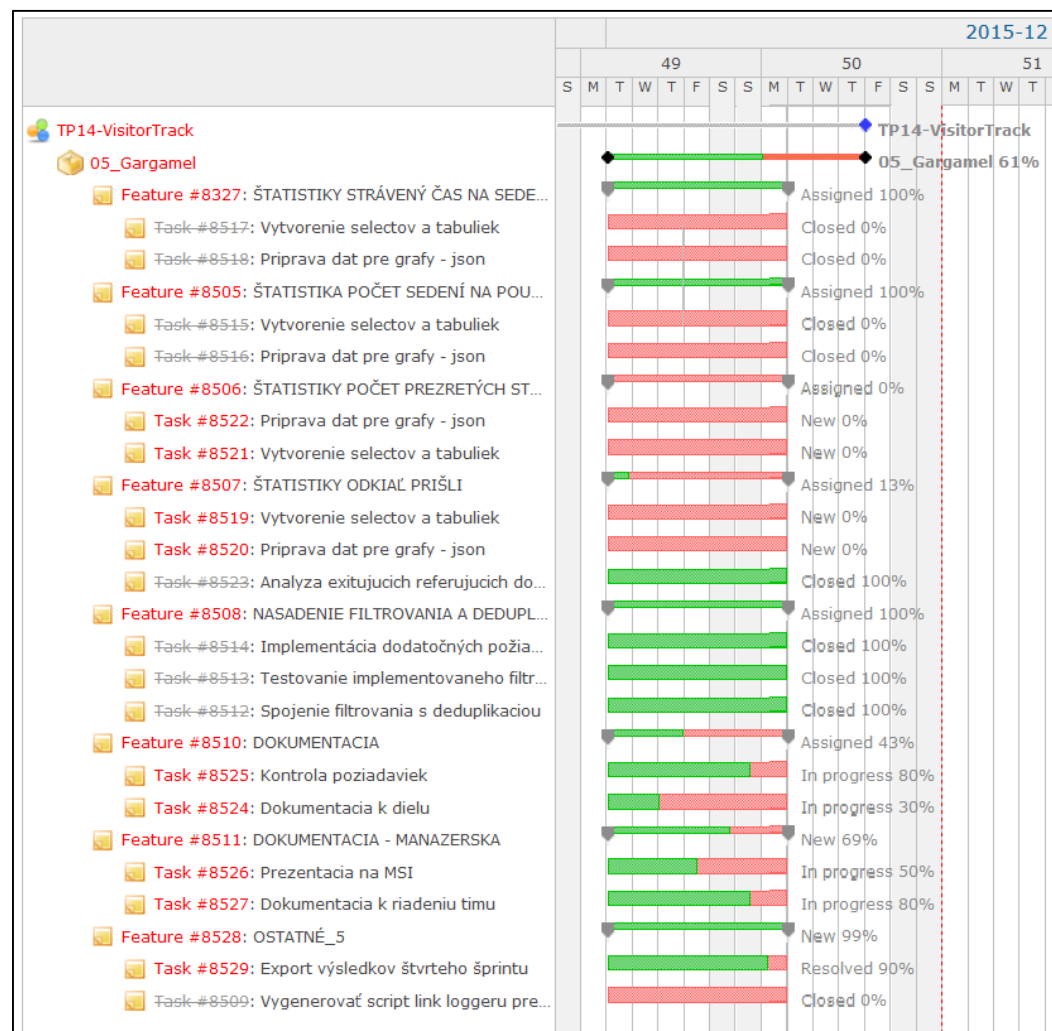 2015-12
49 50 51
S M T W T F S S M T W T F S S M T W T
TP14-VisitorTrack TP14-VisitorTrack
05_Gargamel 05_Gargamel 61%
Feature #8327: ŠTATISTIKY STRÁVENÝ ČAS NA SEDE... Assigned 100%
Task #8517: Vytvorenie selectov a tabuliek Closed 0%
Task #8518: Priprava dat pre grafy - json Closed 0%
Feature #8505: ŠTATISTIKA POČET SEDENÍ NA POU... Assigned 100%
Task #8515: Vytvorenie selectov a tabuliek Closed 0%
Task #8516: Priprava dat pre grafy - json Closed 0%
Feature #8506: ŠTATISTIKY POČET PREZRETÝCH ST... Assigned 0%
Task #8522: Priprava dat pre grafy - json New 0%
Task #8521: Vytvorenie selectov a tabuliek New 0%
Feature #8507: ŠTATISTIKY ODKIAĽ PRIŠLI Assigned 13%
Task #8519: Vytvorenie selectov a tabuliek New 0%
Task #8520: Priprava dat pre grafy - json New 0%
Task #8523: Analyza exitujucich referujucich do... Closed 100%
Feature #8508: NASADENIE FILTROVANIA A DEDUPL... Assigned 100%
Task #8514: Implementácia dodatočných požia... Closed 100%
Task #8513: Testovanie implementovaneho filtr... Closed 100%
Task #8512: Spojenie filtrovania s deduplikaciou Closed 100%
Feature #8510: DOKUMENTACIA Assigned 43%
Task #8525: Kontrola poziadaviek In progress 80%
Task #8524: Dokumentacia k dielu In progress 30%
Feature #8511: DOKUMENTACIA - MANAZERSKA New 69%
Task #8526: Prezentacia na MSI In progress 50%
Task #8527: Dokumentacia k riadeniu timu In progress 80%
Feature #8528: OSTATNÉ_5 New 99%
Task #8529: Export výsledkov štvrteho šprintu Resolved 90%
Task #8509: Vygenerovať script link loggeru pre... Closed 0%